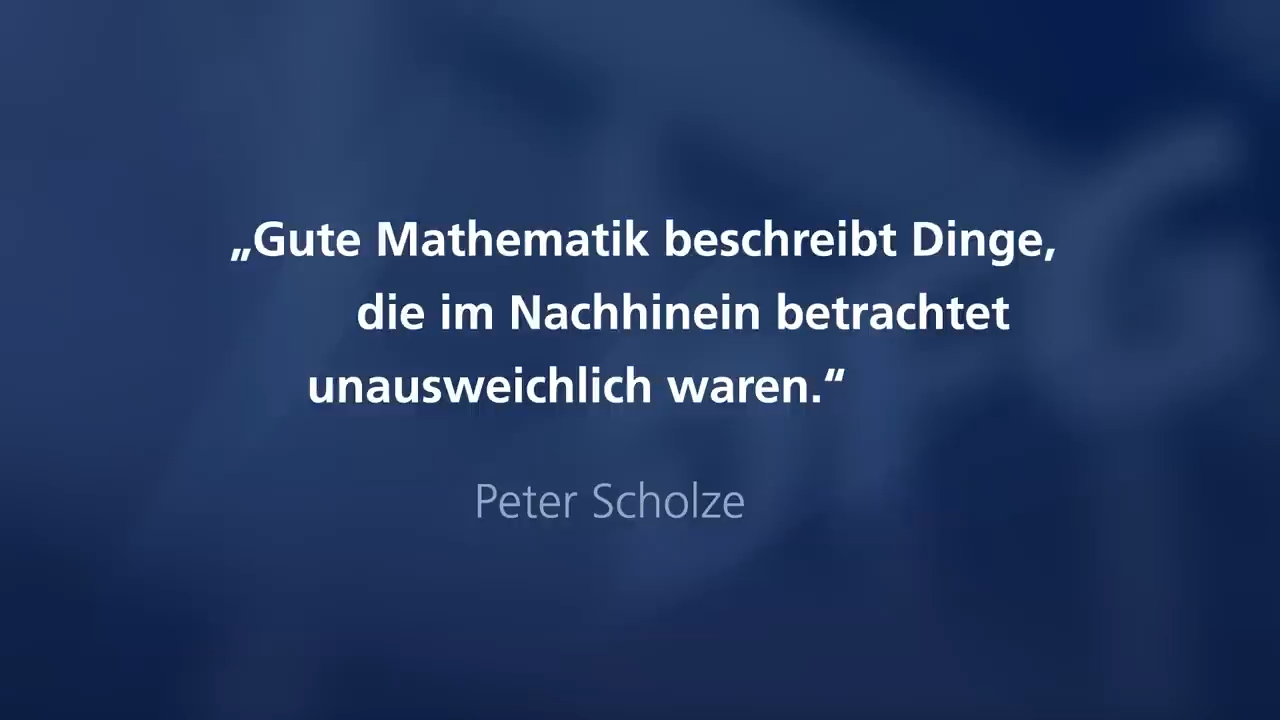 „Gute Mathematik beschreibt Dinge,
die im Nachhinein betrachtet
unausweichlich waren.“
Peter Scholze